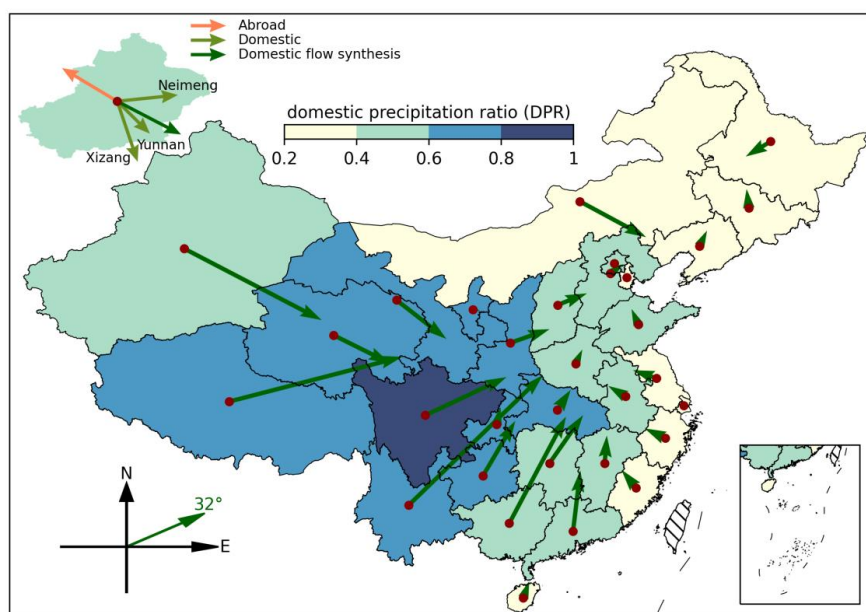 Abroad
Domestic
Domestic flow synthesis
Neimeng
Yunnan
Xizang
domestic precipitation ratio (DPR)
0.2 0.4 0.6 0.8 1
N
32°
E